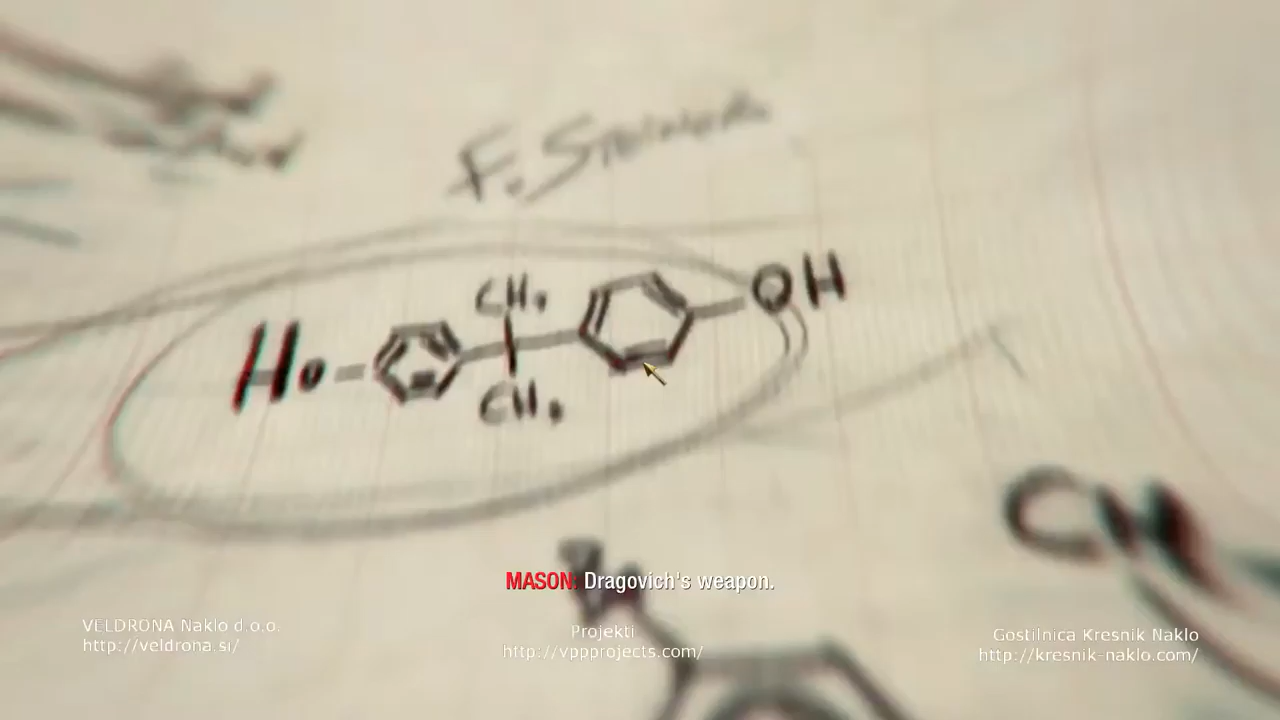 F. Steiner
CH₃
HO
OH
CH₃
CH
MASON: Dragovich's weapon.
VELDRONA Naklo d.o.o.
http://veldrona.si/
Projekti
http://vppprojects.com/
Gostilnica Kresnik Naklo
http://kresnik-naklo.com/